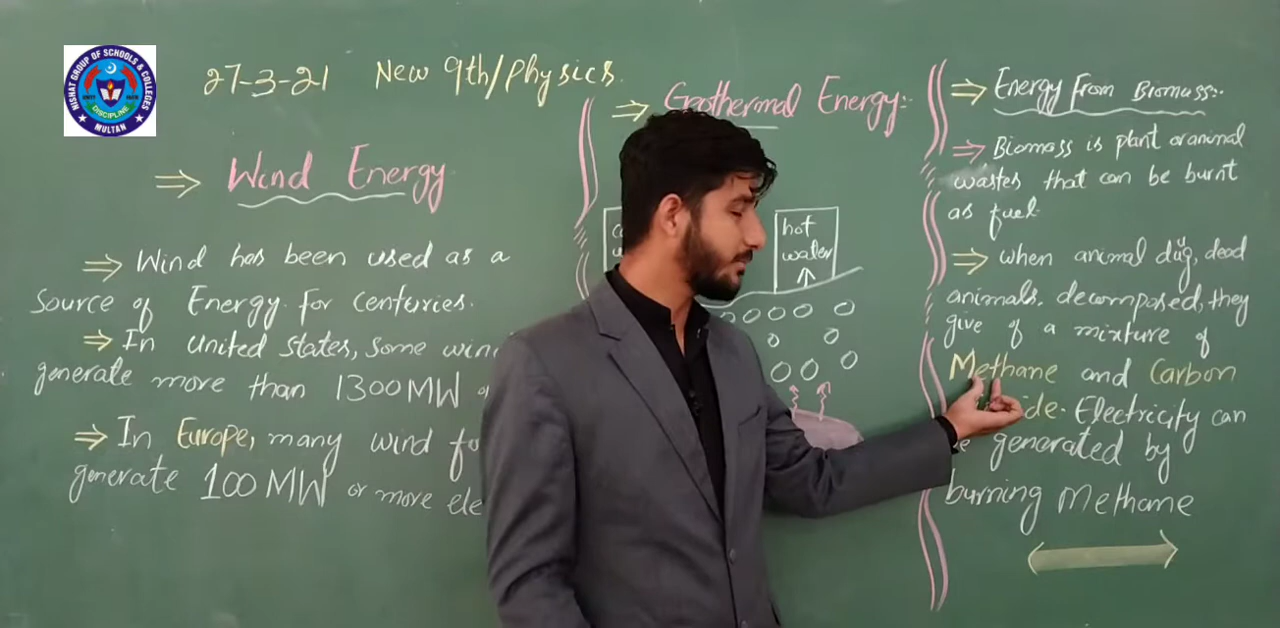 NISHAT GROUP OF SCHOOLS & COLLEGES
DISCIPLINE
MULTAN
27-3-21 New 9th/Physics.
⇒ Wind Energy
⇒ Wind has been used as a
Source of Energy for centuries.
⇒ In United States, some win
generate more than 1300 MW
⇒ In Europe, many wind f
generate 100 MW or more ele
⇒ Geothermal Energy:-
hot
water
⇒ Energy from Biomass:-
⇒ Biomass is plant or animal
wastes that can be burnt
as fuel.
⇒ when animal dug, dead
animals, decomposed, they
give of a mixture of
Methane and Carbon
ide. Electricity can
generated by
burning Methane